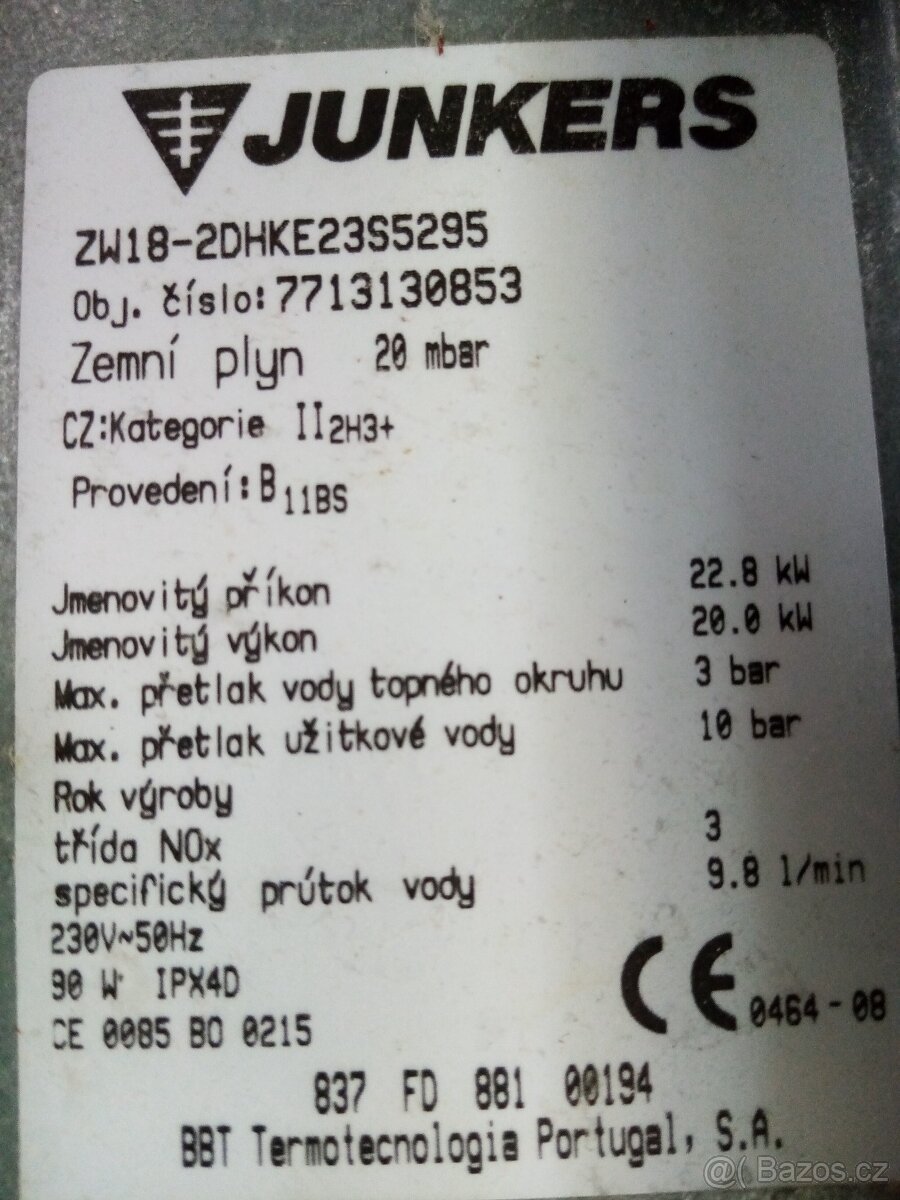 JUNKERS
ZW18-2DHKE23S5295
Obj. číslo: 7713130853
Zemní plyn 20 mbar
CZ:Kategorie II2H3+
Provedení: B11BS
Jmenovitý příkon 22.8 kW
Jmenovitý výkon 20.0 kW
Max. přetlak vody topného okruhu 3 bar
Max. přetlak užitkové vody 10 bar
Rok výroby
třída NOx 3
specifický prútok vody 9.8 l/min
230V~50Hz
90 W IPX4D
CE 0085 BO 0215
CE 0464-08
837 FD 881 00194
BBT Termotecnologia Portugal, S.A.
@( Bazos.cz